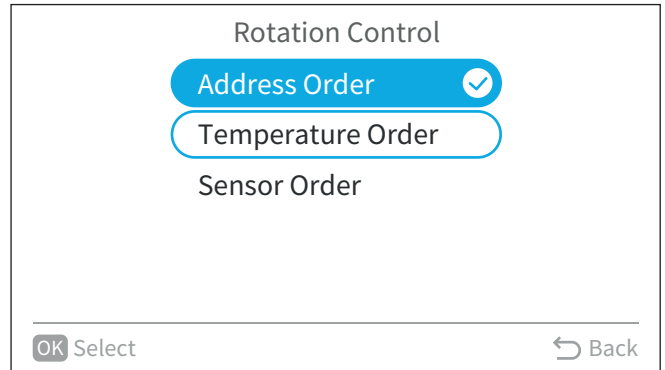 Rotation Control
Address Order
Temperature Order
Sensor Order
OK Select
Back